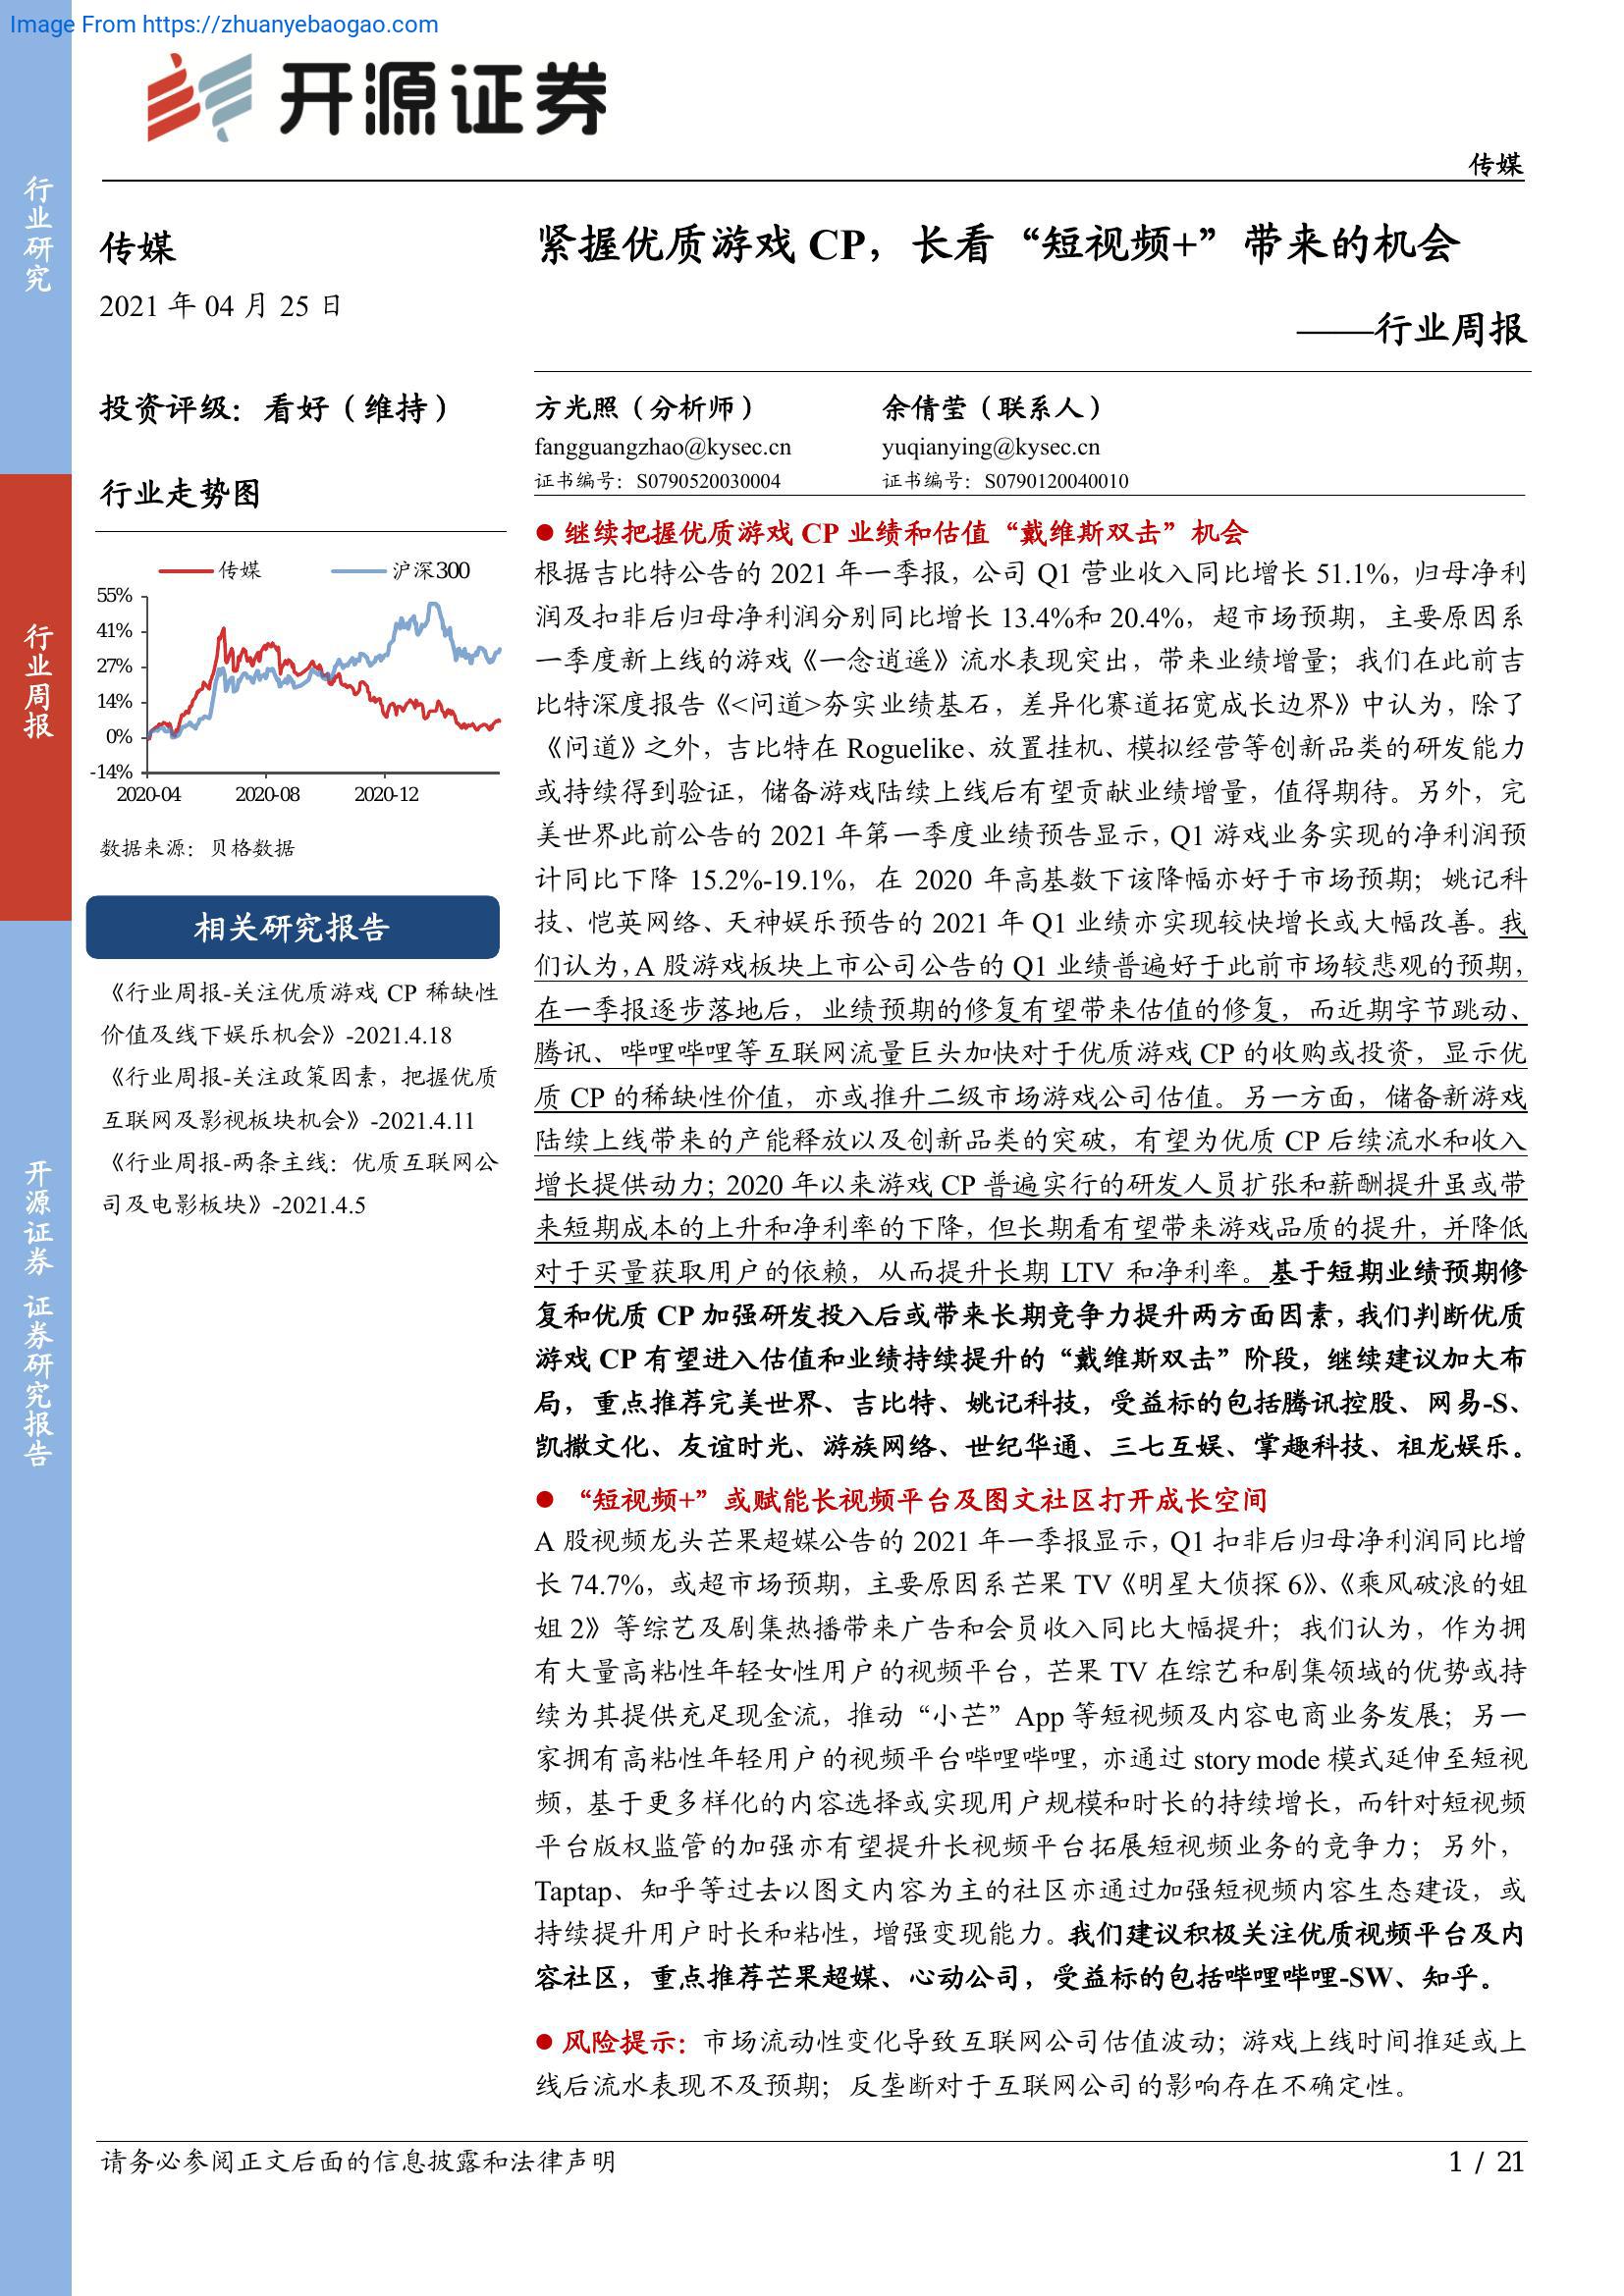 Image From https://zhuanyebaogao.com
开源证券
传媒
行业研究
行业周报
开源证券 证券研究报告
传媒
2021 年 04 月 25 日
投资评级：看好（维持）
行业走势图
传媒 沪深300
55%
41%
27%
14%
0%
-14%
2020-04 2020-08 2020-12
数据来源：贝格数据
相关研究报告
《行业周报-关注优质游戏 CP 稀缺性
价值及线下娱乐机会》-2021.4.18
《行业周报-关注政策因素，把握优质
互联网及影视板块机会》-2021.4.11
《行业周报-两条主线：优质互联网公
司及电影板块》-2021.4.5
紧握优质游戏 CP，长看“短视频+”带来的机会
——行业周报
方光照（分析师） 余倩莹（联系人）
fangguangzhao@kysec.cn yuqianying@kysec.cn
证书编号：S0790520030004 证书编号：S0790120040010
● 继续把握优质游戏 CP 业绩和估值“戴维斯双击”机会
根据吉比特公告的 2021 年一季报，公司 Q1 营业收入同比增长 51.1%，归母净利
润及扣非后归母净利润分别同比增长 13.4%和 20.4%，超市场预期，主要原因系
一季度新上线的游戏《一念逍遥》流水表现突出，带来业绩增量；我们在此前吉
比特深度报告《<问道>夯实业绩基石，差异化赛道拓宽成长边界》中认为，除了
《问道》之外，吉比特在 Roguelike、放置挂机、模拟经营等创新品类的研发能力
或持续得到验证，储备游戏陆续上线后有望贡献业绩增量，值得期待。另外，完
美世界此前公告的 2021 年第一季度业绩预告显示，Q1 游戏业务实现的净利润预
计同比下降 15.2%-19.1%，在 2020 年高基数下该降幅亦好于市场预期；姚记科
技、恺英网络、天神娱乐预告的 2021 年 Q1 业绩亦实现较快增长或大幅改善。我
们认为，A 股游戏板块上市公司公告的 Q1 业绩普遍好于此前市场较悲观的预期，
在一季报逐步落地后，业绩预期的修复有望带来估值的修复，而近期字节跳动、
腾讯、哔哩哔哩等互联网流量巨头加快对于优质游戏 CP 的收购或投资，显示优
质 CP 的稀缺性价值，亦或推升二级市场游戏公司估值。另一方面，储备新游戏
陆续上线带来的产能释放以及创新品类的突破，有望为优质 CP 后续流水和收入
增长提供动力；2020 年以来游戏 CP 普遍实行的研发人员扩张和薪酬提升虽或带
来短期成本的上升和净利率的下降，但长期看有望带来游戏品质的提升，并降低
对于买量获取用户的依赖，从而提升长期 LTV 和净利率。基于短期业绩预期修
复和优质 CP 加强研发投入后或带来长期竞争力提升两方面因素，我们判断优质
游戏 CP 有望进入估值和业绩持续提升的“戴维斯双击”阶段，继续建议加大布
局，重点推荐完美世界、吉比特、姚记科技，受益标的包括腾讯控股、网易-S、
凯撒文化、友谊时光、游族网络、世纪华通、三七互娱、掌趣科技、祖龙娱乐。
● “短视频+”或赋能长视频平台及图文社区打开成长空间
A 股视频龙头芒果超媒公告的 2021 年一季报显示，Q1 扣非后归母净利润同比增
长 74.7%，或超市场预期，主要原因系芒果 TV《明星大侦探 6》、《乘风破浪的姐
姐 2》等综艺及剧集热播带来广告和会员收入同比大幅提升；我们认为，作为拥
有大量高粘性年轻女性用户的视频平台，芒果 TV 在综艺和剧集领域的优势或持
续为其提供充足现金流，推动“小芒”App 等短视频及内容电商业务发展；另一
家拥有高粘性年轻用户的视频平台哔哩哔哩，亦通过 story mode 模式延伸至短视
频，基于更多样化的内容选择或实现用户规模和时长的持续增长，而针对短视频
平台版权监管的加强亦有望提升长视频平台拓展短视频业务的竞争力；另外，
Taptap、知乎等过去以图文内容为主的社区亦通过加强短视频内容生态建设，或
持续提升用户时长和粘性，增强变现能力。我们建议积极关注优质视频平台及内
容社区，重点推荐芒果超媒、心动公司，受益标的包括哔哩哔哩-SW、知乎。
● 风险提示：市场流动性变化导致互联网公司估值波动；游戏上线时间推延或上
线后流水表现不及预期；反垄断对于互联网公司的影响存在不确定性。
请务必参阅正文后面的信息披露和法律声明 1 / 21